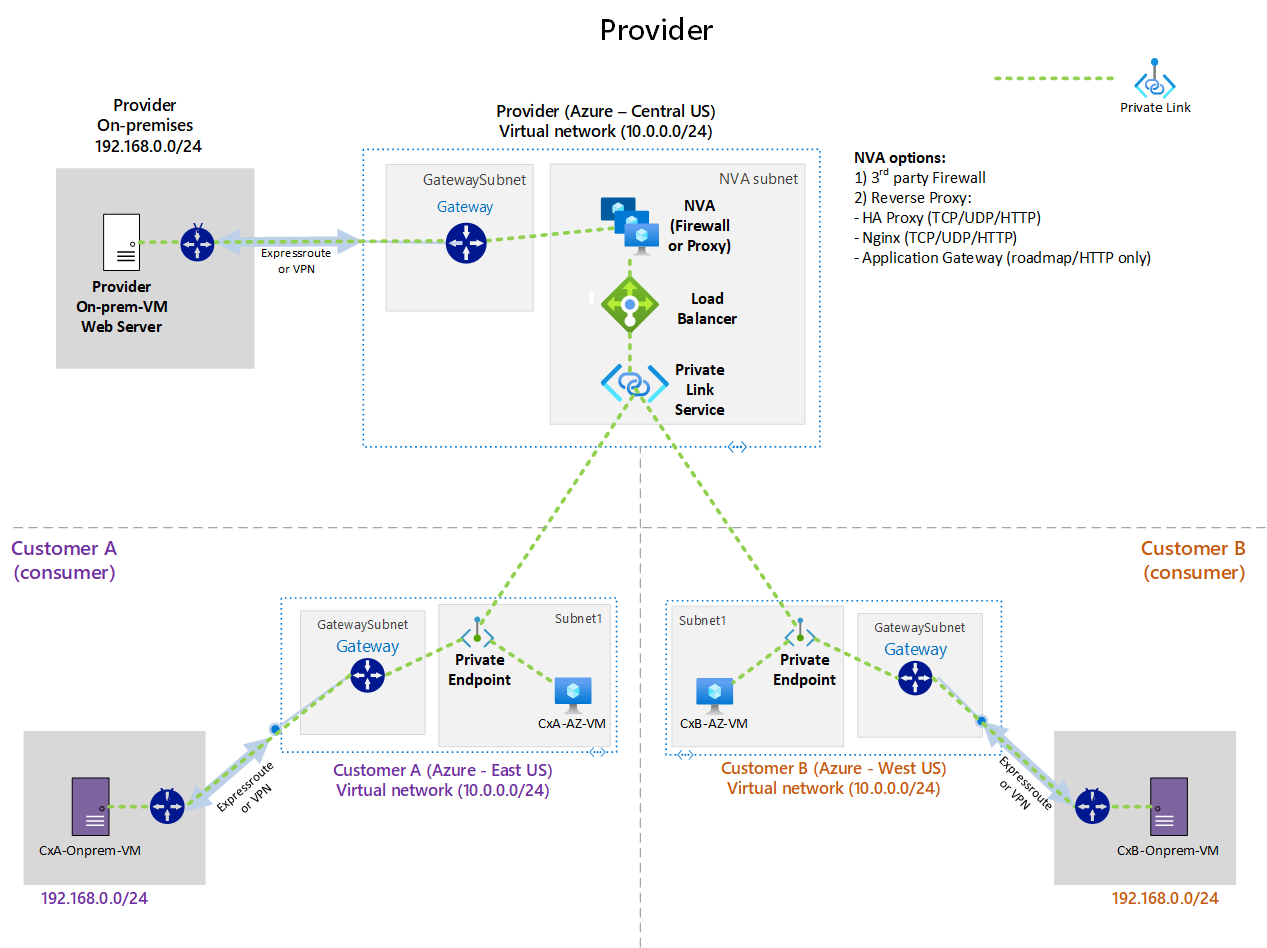 Provider
Private Link
Provider
On-premises
192.168.0.0/24
Provider (Azure – Central US)
Virtual network (10.0.0.0/24)
NVA options:
1) 3rd party Firewall
2) Reverse Proxy:
- HA Proxy (TCP/UDP/HTTP)
- Nginx (TCP/UDP/HTTP)
- Application Gateway (roadmap/HTTP only)
GatewaySubnet
Gateway
NVA subnet
NVA
(Firewall
or Proxy)
Expressroute
or VPN
Provider
On-prem-VM
Web Server
Load
Balancer
Private
Link
Service
Customer A
(consumer)
Customer B
(consumer)
GatewaySubnet
Gateway
Subnet1
Private
Endpoint
CxA-AZ-VM
Subnet1
Private
Endpoint
CxB-AZ-VM
GatewaySubnet
Gateway
Customer A (Azure - East US)
Virtual network (10.0.0.0/24)
Customer B (Azure - West US)
Virtual network (10.0.0.0/24)
Expressroute
or VPN
Expressroute
or VPN
CxA-Onprem-VM
192.168.0.0/24
CxB-Onprem-VM
192.168.0.0/24